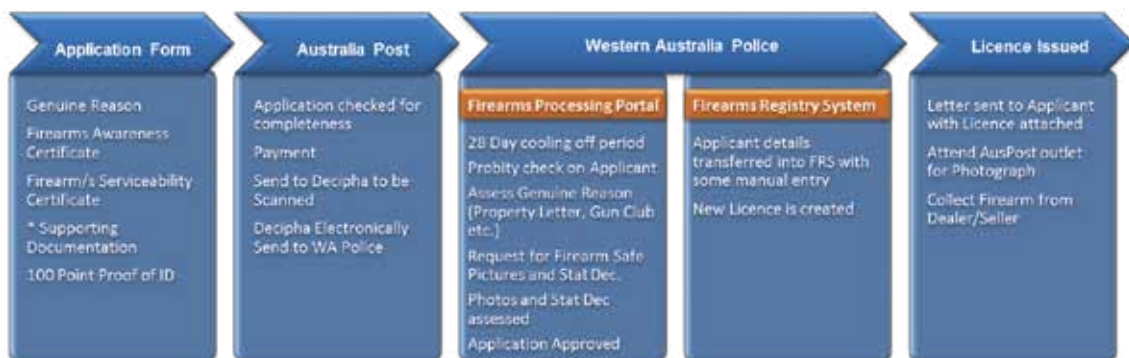 Application Form
Genuine Reason
Firearms Awareness
Certificate
Firearm/s Serviceability
Certificate
* Supporting
Documentation
100 Point Proof of ID
Australia Post
Application checked for
completeness
Payment
Send to Decipha to be
Scanned
Decipha Electronically
Send to WA Police
Western Australia Police
Firearms Processing Portal
28 Day cooling off period
Probity check on Applicant
Assess Genuine Reason
(Property Letter, Gun Club
etc.)
Request for Firearm Safe
Pictures and Stat Dec.
Photos and Stat Dec
assessed
Application Approved
Firearms Registry System
Applicant details
transferred into FRS with
some manual entry
New Licence is created
Licence Issued
Letter sent to Applicant
with Licence attached
Attend AusPost outlet
for Photograph
Collect Firearm from
Dealer/Seller